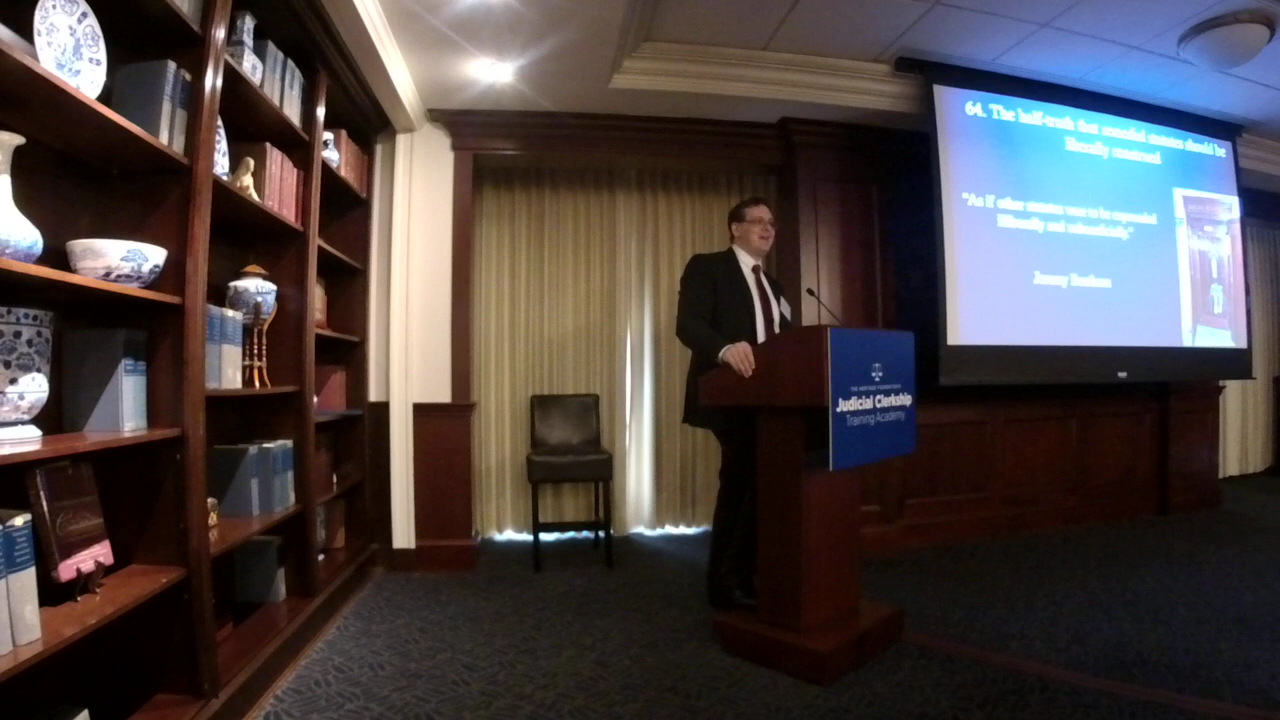 64. The half-truth that remedial statutes should be
liberally construed
"As if other statutes were to be expounded
illiberally and unbeneficially."
Jeremy Bentham
THE HERITAGE FOUNDATION'S
Judicial Clerkship
Training Academy